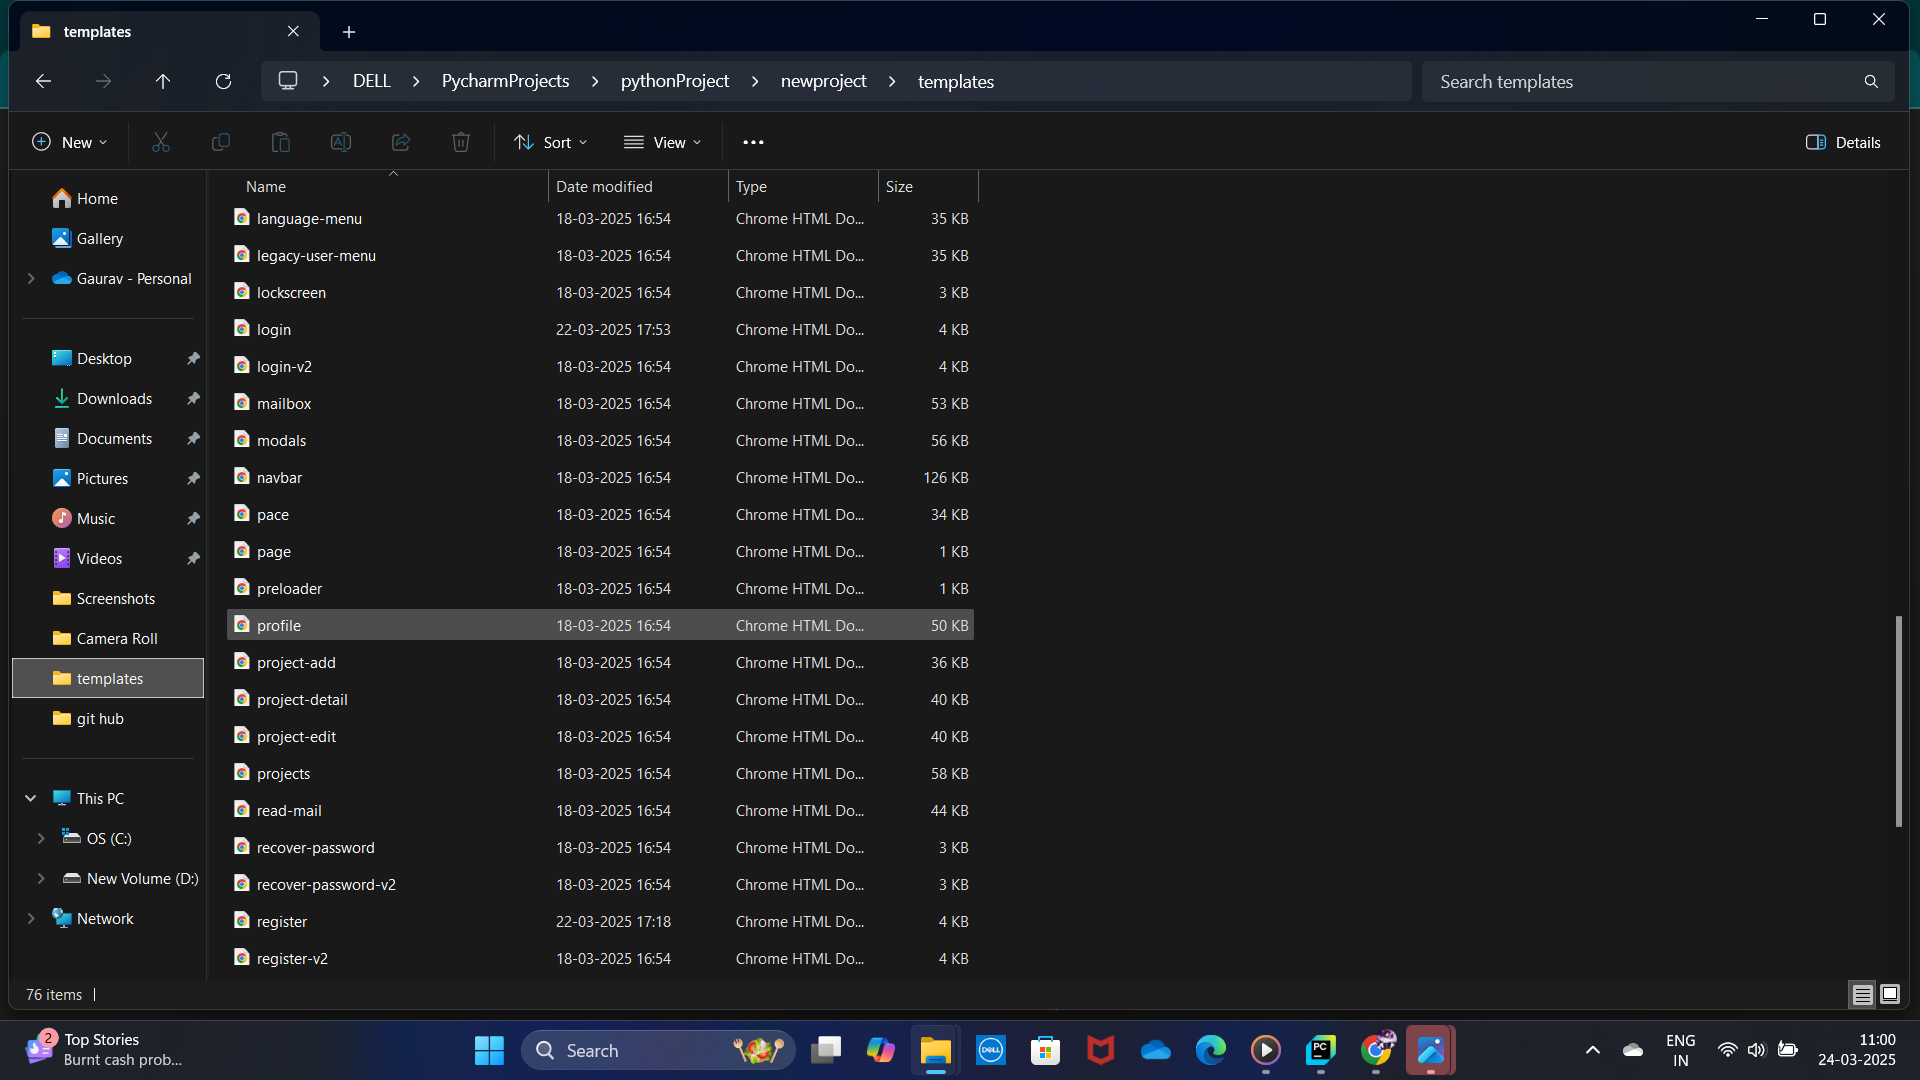 templates
DELL
PycharmProjects
pythonProject
newproject
templates
Search templates
New
Sort
View
Details
Home
Gallery
Gaurav - Personal
Desktop
Downloads
Documents
Pictures
Music
Videos
Screenshots
Camera Roll
templates
git hub
This PC
OS (C:)
New Volume (D:)
Network
Name Date modified Type Size
language-menu 18-03-2025 16:54 Chrome HTML Do... 35 KB
legacy-user-menu 18-03-2025 16:54 Chrome HTML Do... 35 KB
lockscreen 18-03-2025 16:54 Chrome HTML Do... 3 KB
login 22-03-2025 17:53 Chrome HTML Do... 4 KB
login-v2 18-03-2025 16:54 Chrome HTML Do... 4 KB
mailbox 18-03-2025 16:54 Chrome HTML Do... 53 KB
modals 18-03-2025 16:54 Chrome HTML Do... 56 KB
navbar 18-03-2025 16:54 Chrome HTML Do... 126 KB
pace 18-03-2025 16:54 Chrome HTML Do... 34 KB
page 18-03-2025 16:54 Chrome HTML Do... 1 KB
preloader 18-03-2025 16:54 Chrome HTML Do... 1 KB
profile 18-03-2025 16:54 Chrome HTML Do... 50 KB
project-add 18-03-2025 16:54 Chrome HTML Do... 36 KB
project-detail 18-03-2025 16:54 Chrome HTML Do... 40 KB
project-edit 18-03-2025 16:54 Chrome HTML Do... 40 KB
projects 18-03-2025 16:54 Chrome HTML Do... 58 KB
read-mail 18-03-2025 16:54 Chrome HTML Do... 44 KB
recover-password 18-03-2025 16:54 Chrome HTML Do... 3 KB
recover-password-v2 18-03-2025 16:54 Chrome HTML Do... 3 KB
register 22-03-2025 17:18 Chrome HTML Do... 4 KB
register-v2 18-03-2025 16:54 Chrome HTML Do... 4 KB
76 items
2
Top Stories
Burnt cash prob...
Search
DELL
PC
ENG
IN
11:00
24-03-2025